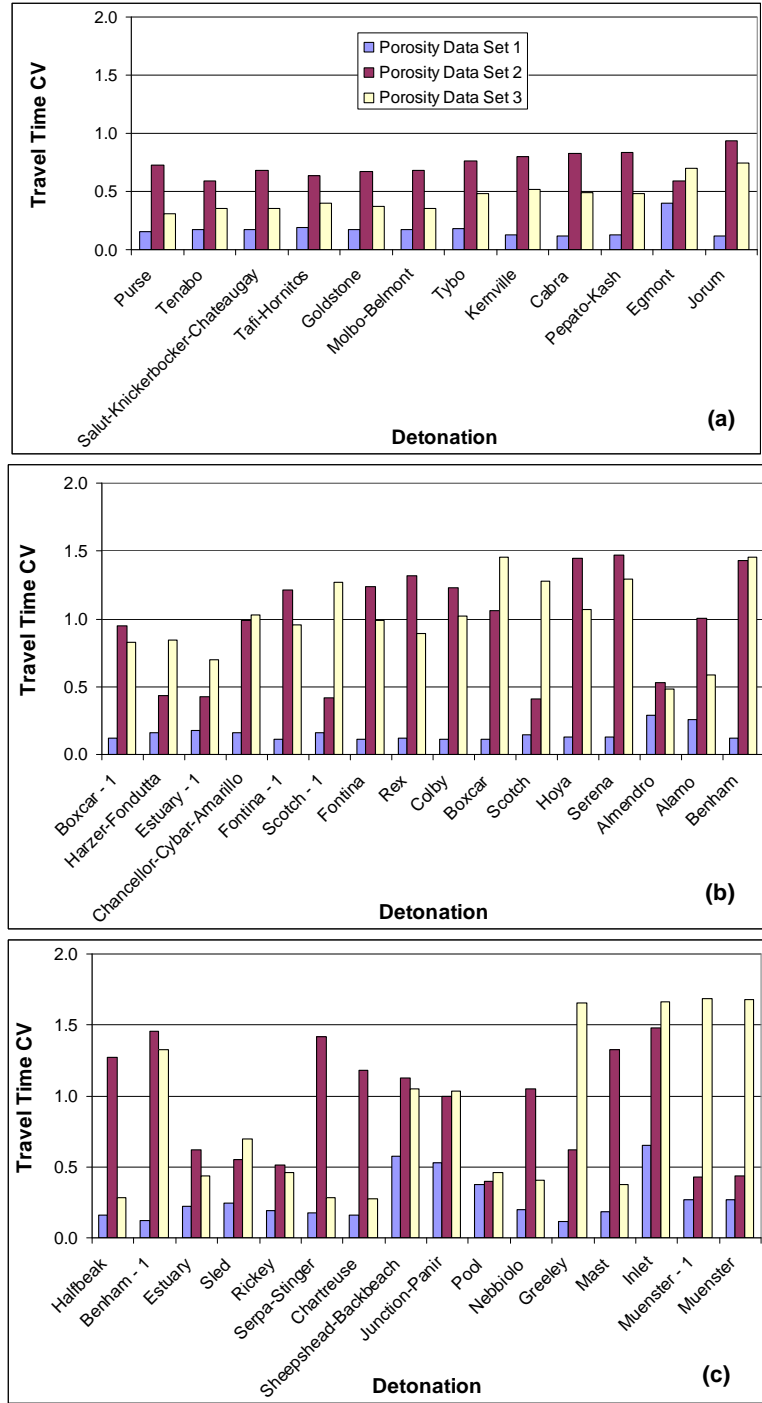 2.0
1.5
1.0
0.5
0.0
Travel Time CV
Porosity Data Set 1
Porosity Data Set 2
Porosity Data Set 3
Purse
Tenabo
Salut-Knickerbocker-Chateaugay
Tafi-Hornitos
Goldstone
Molbo-Belmont
Tybo
Kernville
Cabra
Pepato-Kash
Egmont
Jorum
Detonation
(a)
2.0
1.5
1.0
0.5
0.0
Travel Time CV
Boxcar - 1
Harzer-Fondutta
Estuary - 1
Chancellor-Cybar-Amarillo
Fontina - 1
Scotch - 1
Fontina
Rex
Colby
Boxcar
Scotch
Hoya
Serena
Almendro
Alamo
Benham
Detonation
(b)
2.0
1.5
1.0
0.5
0.0
Travel Time CV
Halfbeak
Benham - 1
Estuary
Sled
Rickey
Serpa-Stinger
Chartreuse
Sheepshead-Backbeach
Junction-Panir
Pool
Nebbiolo
Greeley
Mast
Inlet
Muenster - 1
Muenster
Detonation
(c)